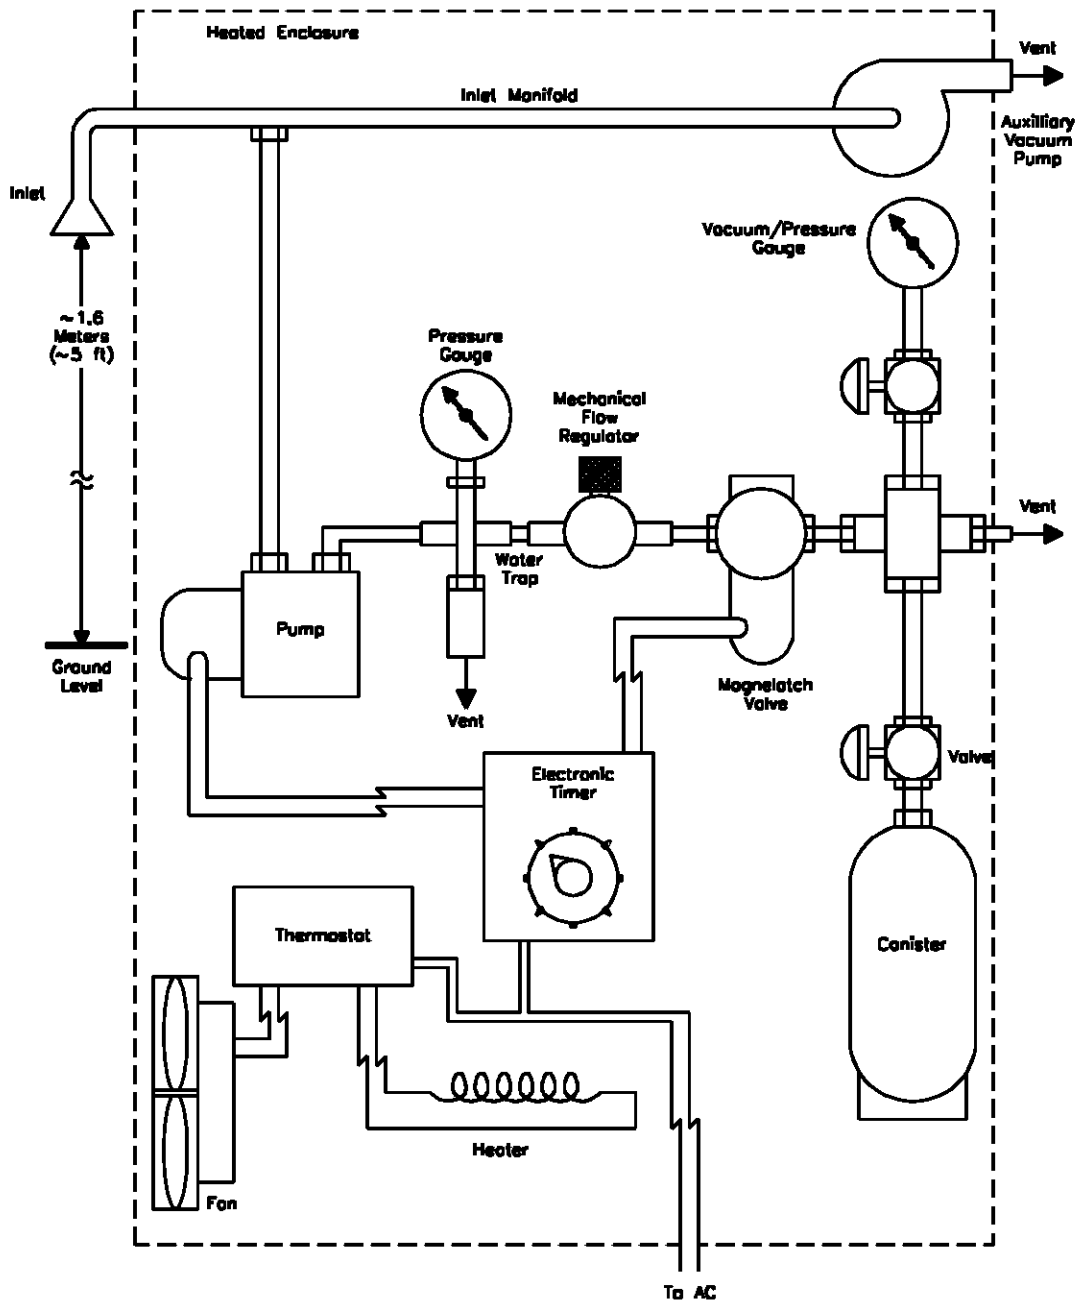 Heated Enclosure
Vent
Inlet Manifold
Auxilliary
Vacuum
Pump
Inlet
Vacuum/Pressure
Gauge
~1.6
Meters
(~5 ft)
Pressure
Gauge
Mechanical
Flow
Regulator
Vent
Water
Trap
Pump
Ground
Level
Magnelatch
Valve
Vent
Valve
Electronic
Timer
Thermostat
Canister
Heater
Fan
To AC